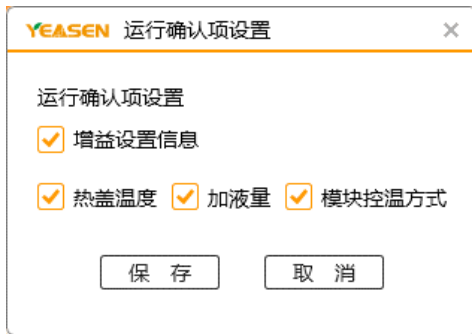 YEASEN 运行确认项设置
运行确认项设置
增益设置信息
热盖温度 加液量 模块控温方式
保 存 取 消